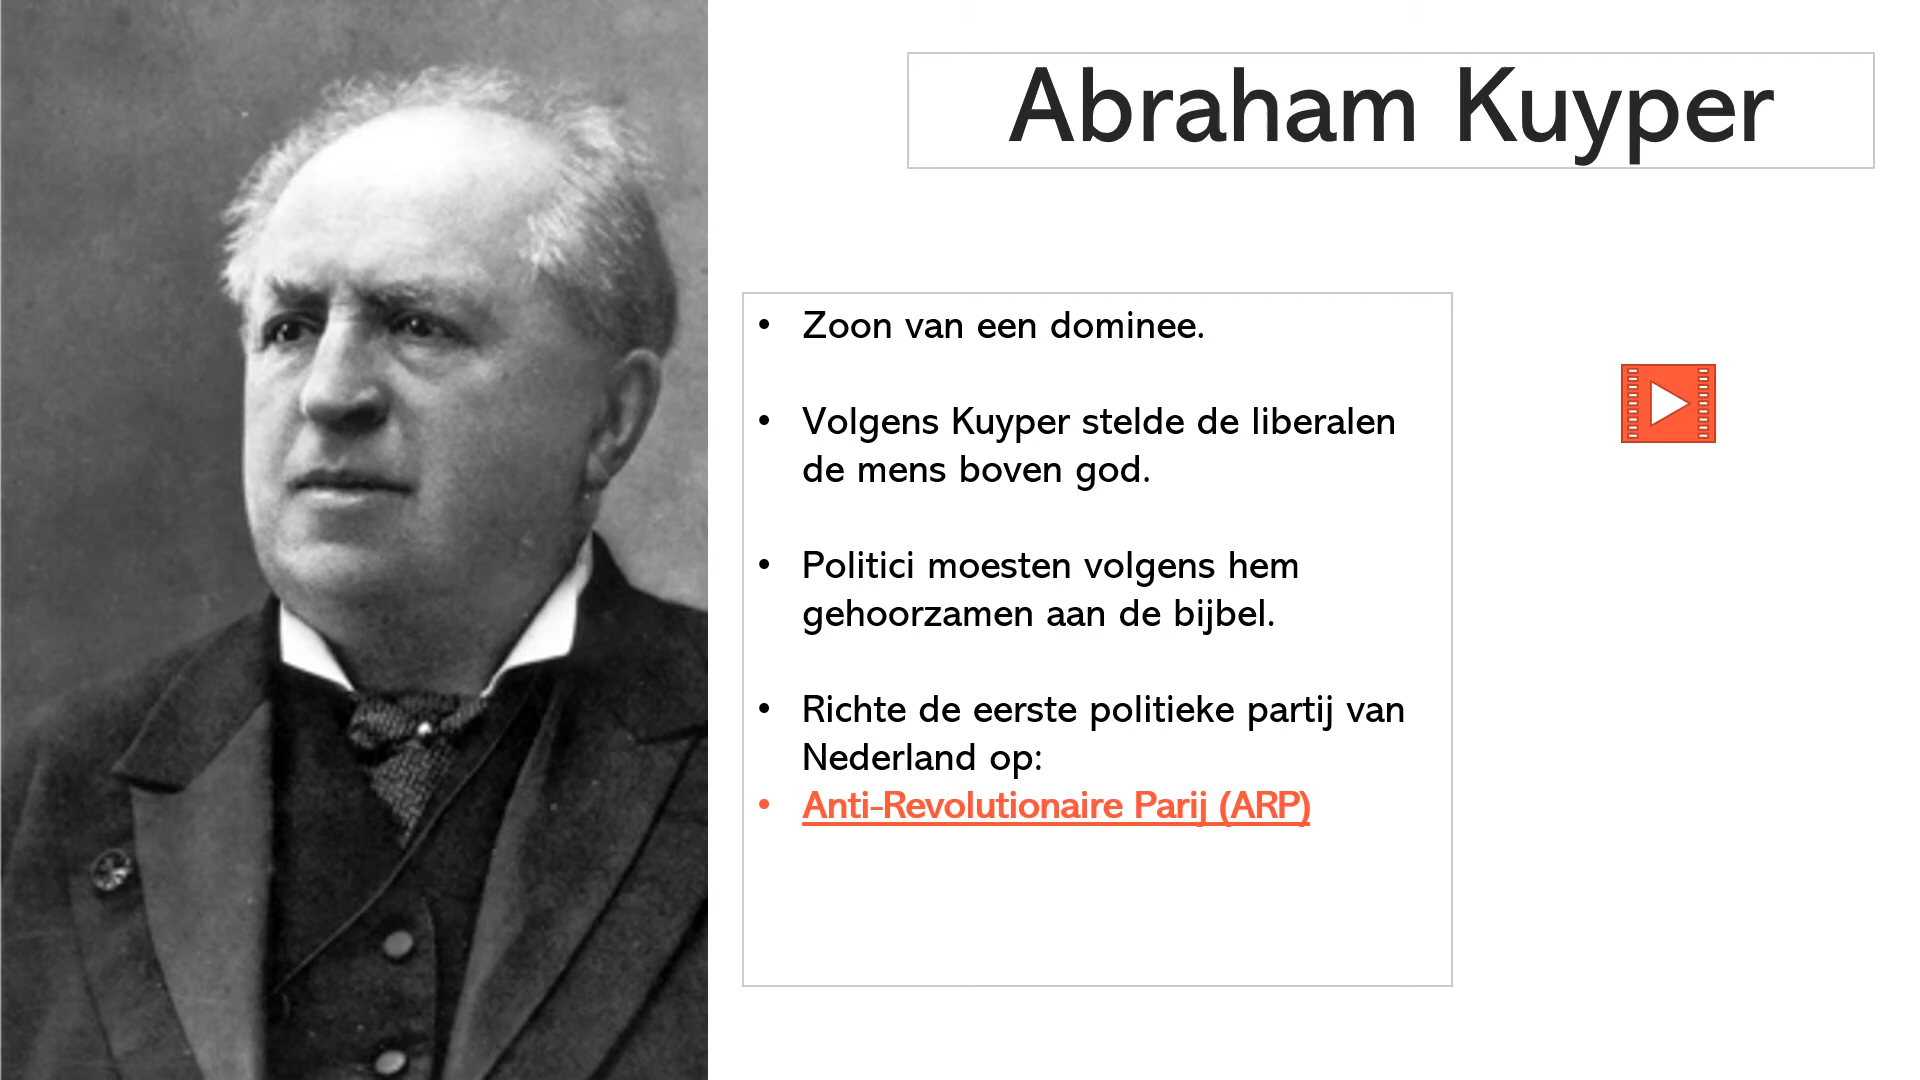 Abraham Kuyper
• Zoon van een dominee.
• Volgens Kuyper stelde de liberalen
de mens boven god.
• Politici moesten volgens hem
gehoorzamen aan de bijbel.
• Richte de eerste politieke partij van
Nederland op:
• Anti-Revolutionaire Parij (ARP)